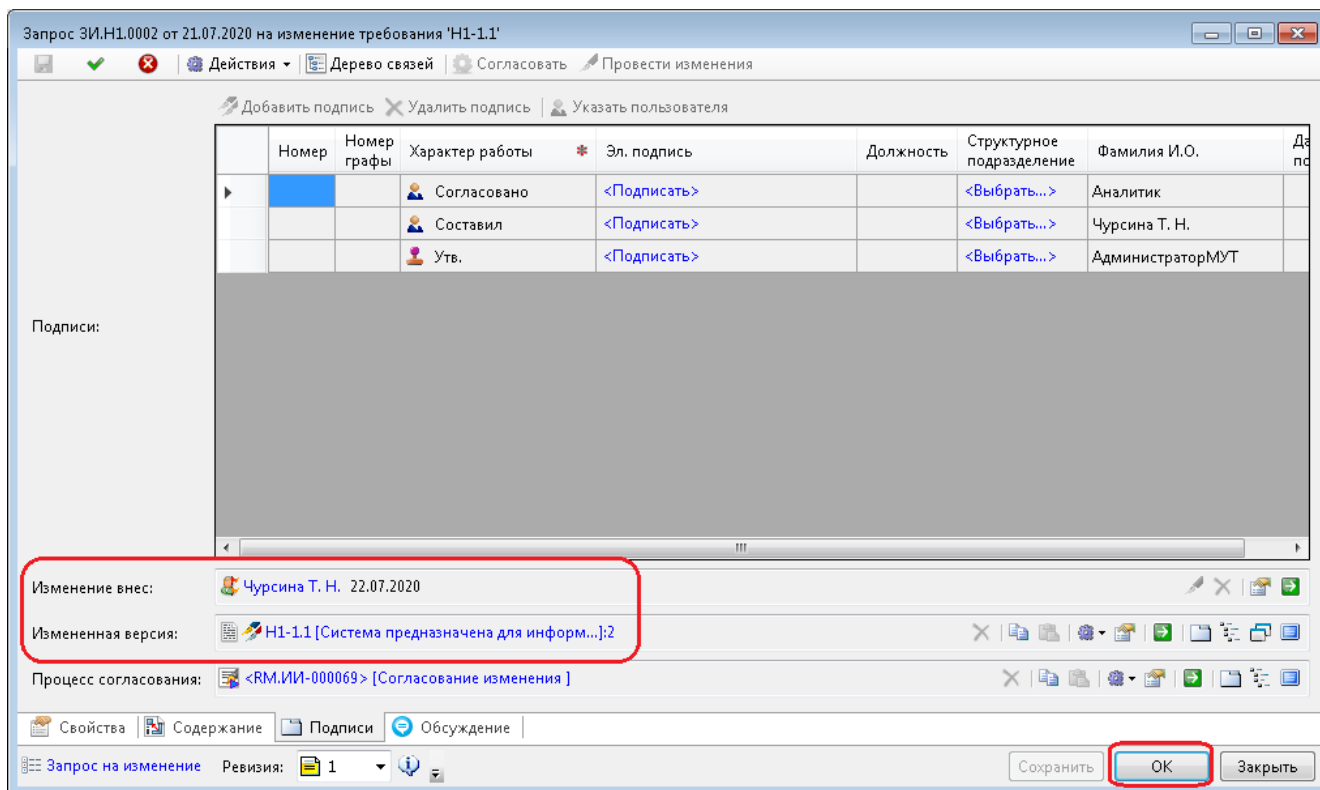 Запрос ЗИ.Н1.0002 от 21.07.2020 на изменение требования 'Н1-1.1'
Действия Дерево связей Согласовать Провести изменения
Добавить подпись Удалить подпись Указать пользователя
Номер Номер графы Характер работы * Эл. подпись Должность Структурное подразделение Фамилия И.О. Да по
Согласовано <Подписать> <Выбрать...> Аналитик
Составил <Подписать> <Выбрать...> Чурсина Т. Н.
Утв. <Подписать> <Выбрать...> АдминистраторМУТ
Подписи:
Изменение внес: Чурсина Т. Н. 22.07.2020
Измененная версия: Н1-1.1 [Система предназначена для информ...]:2
Процесс согласования: <RM.ИИ-000069> [Согласование изменения ]
Свойства Содержание Подписи Обсуждение
Запрос на изменение Ревизия: 1 Сохранить ОК Закрыть